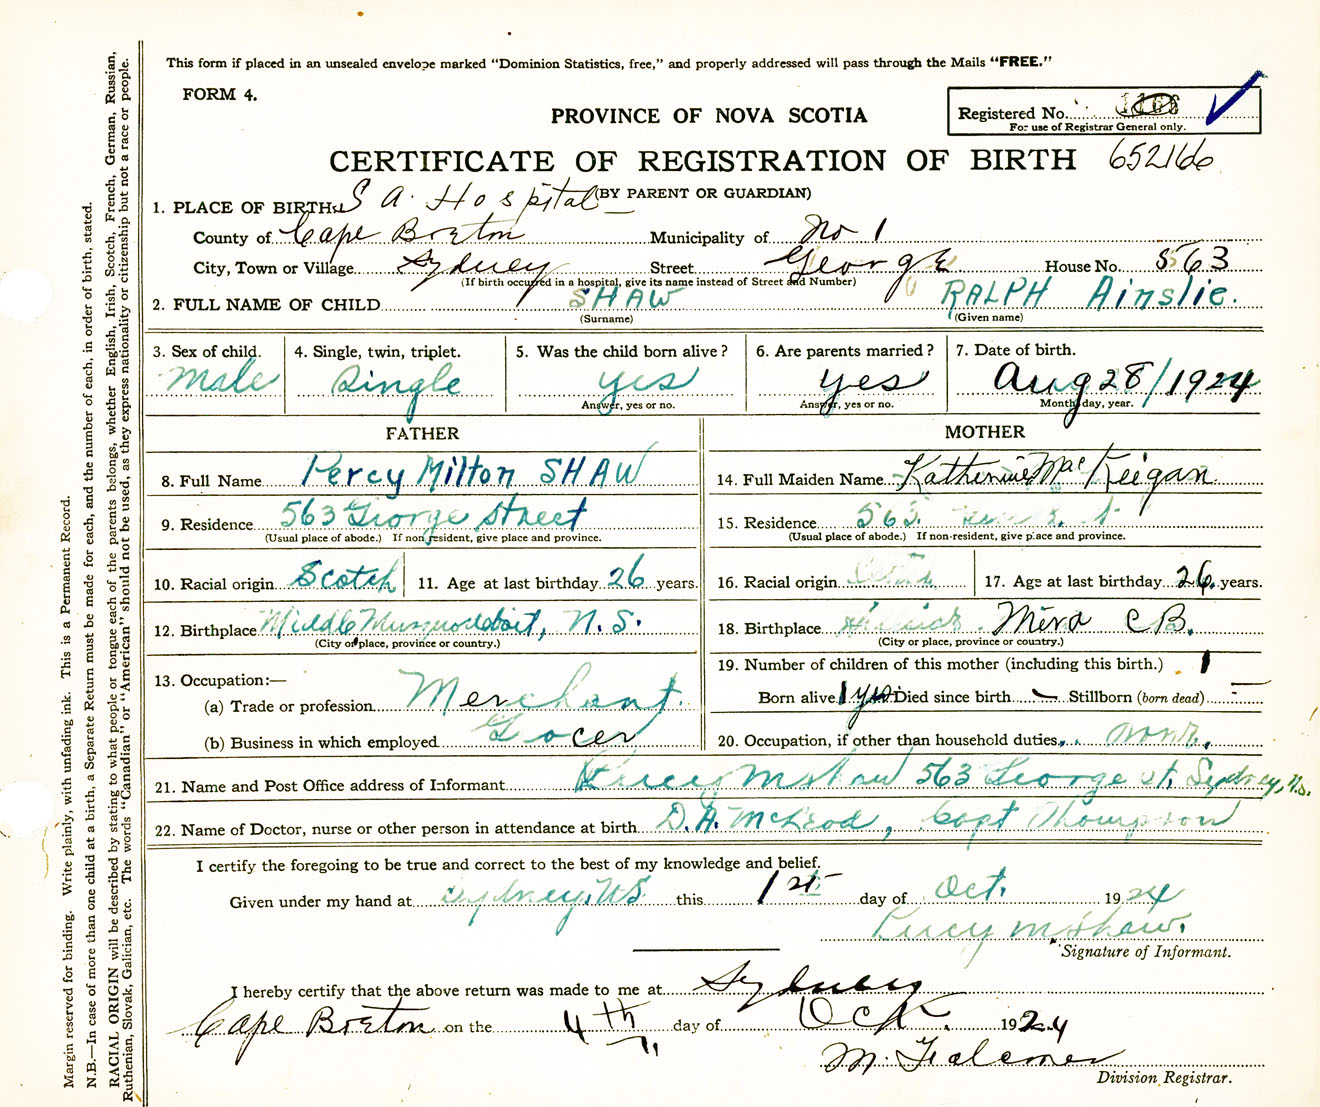 This form if placed in an unsealed envelope marked "Dominion Statistics, free," and properly addressed will pass through the Mails "FREE."
FORM 4.
PROVINCE OF NOVA SCOTIA
Registered No. 1166
For use of Registrar General only.
CERTIFICATE OF REGISTRATION OF BIRTH 652166
(BY PARENT OR GUARDIAN)
1. PLACE OF BIRTH: S A. Hospital
County of Cape Breton Municipality of No 1
City, Town or Village Sydney Street George House No. 563
(If birth occurred in a hospital, give its name instead of Street and Number)
2. FULL NAME OF CHILD SHAW RALPH Ainslie.
(Surname) (Given name)
3. Sex of child. 4. Single, twin, triplet. 5. Was the child born alive? 6. Are parents married? 7. Date of birth.
Male Single yes yes Aug 28/1924
Answer, yes or no. Answer, yes or no. Month, day, year.
FATHER MOTHER
8. Full Name Percy Milton SHAW 14. Full Maiden Name Katherine MacKeigan
9. Residence 563 George Street 15. Residence 563
(Usual place of abode.) If non-resident, give place and province. (Usual place of abode.) If non-resident, give place and province.
10. Racial origin Scotch 11. Age at last birthday 26 years. 16. Racial origin 17. Age at last birthday 26 years.
12. Birthplace Middle Musquodoboit, N.S. 18. Birthplace Mira C B.
(City or place, province or country.) (City or place, province or country.)
13. Occupation:— 19. Number of children of this mother (including this birth.) 1
(a) Trade or profession Merchant Born alive 1 yes Died since birth — Stillborn (born dead) —
(b) Business in which employed Grocer 20. Occupation, if other than household duties, none.
21. Name and Post Office address of Informant Percy M Shaw 563 George St. Sydney, N.S.
22. Name of Doctor, nurse or other person in attendance at birth D.A. McLeod, Capt Thompson
I certify the foregoing to be true and correct to the best of my knowledge and belief.
Given under my hand at Sydney, N.S. this 1st day of Oct. 1924
Percy M Shaw.
Signature of Informant.
I hereby certify that the above return was made to me at Sydney
Cape Breton on the 4th day of Oct. 1924
M. Falconer
Division Registrar.
Margin reserved for binding. Write plainly, with unfading ink. This is a Permanent Record.
N.B.—In case of more than one child at a birth, a Separate Return must be made for each, and the number of each, in order of birth, stated.
RACIAL ORIGIN will be described by stating to what people or tongue each of the parents belongs, whether English, Irish, Scotch, French, German, Russian,
Ruthenian, Slovak, Galician, etc. The words "Canadian" or "American" should not be used, as they express nationality or citizenship but not a race or people.